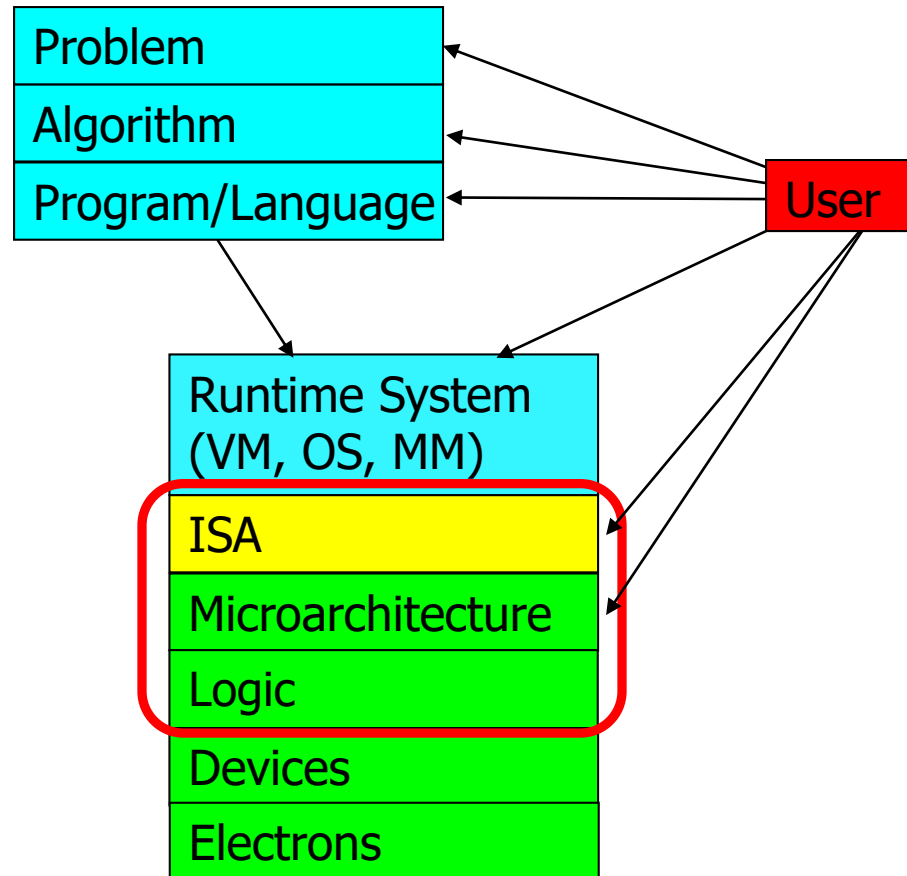 Problem
Algorithm
Program/Language
User
Runtime System
(VM, OS, MM)
ISA
Microarchitecture
Logic
Devices
Electrons